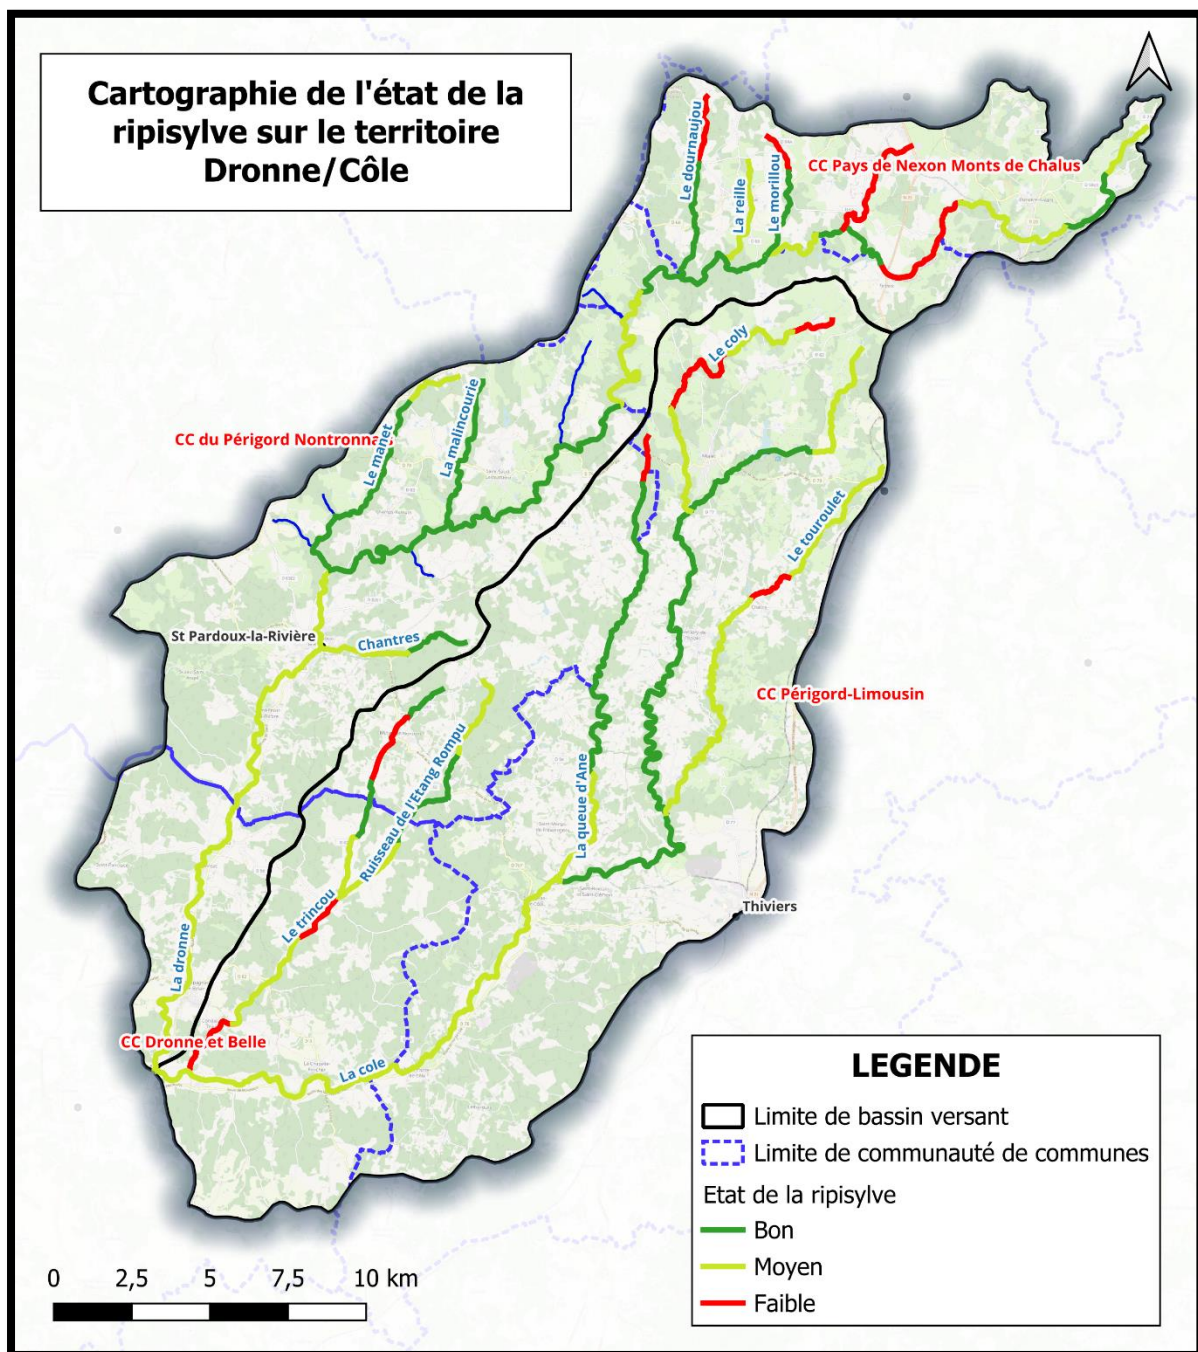 Cartographie de l'état de la
ripisylve sur le territoire
Dronne/Côle
Le dournaujou
La reille
Le morillou
CC Pays de Nexon Monts de Chalus
Le coly
CC du Périgord Nontronna
Le manet
La malincourie
Le touroulet
St Pardoux-la-Rivière
Chantres
CC Périgord-Limousin
Ruisseau de l'Etang Rompu
La queue d'Ane
Le trincou
Thiviers
La dronne
CC Dronne et Belle
La cole
LEGENDE
Limite de bassin versant
Limite de communauté de communes
Etat de la ripisylve
Bon
Moyen
Faible
0 2,5 5 7,5 10 km